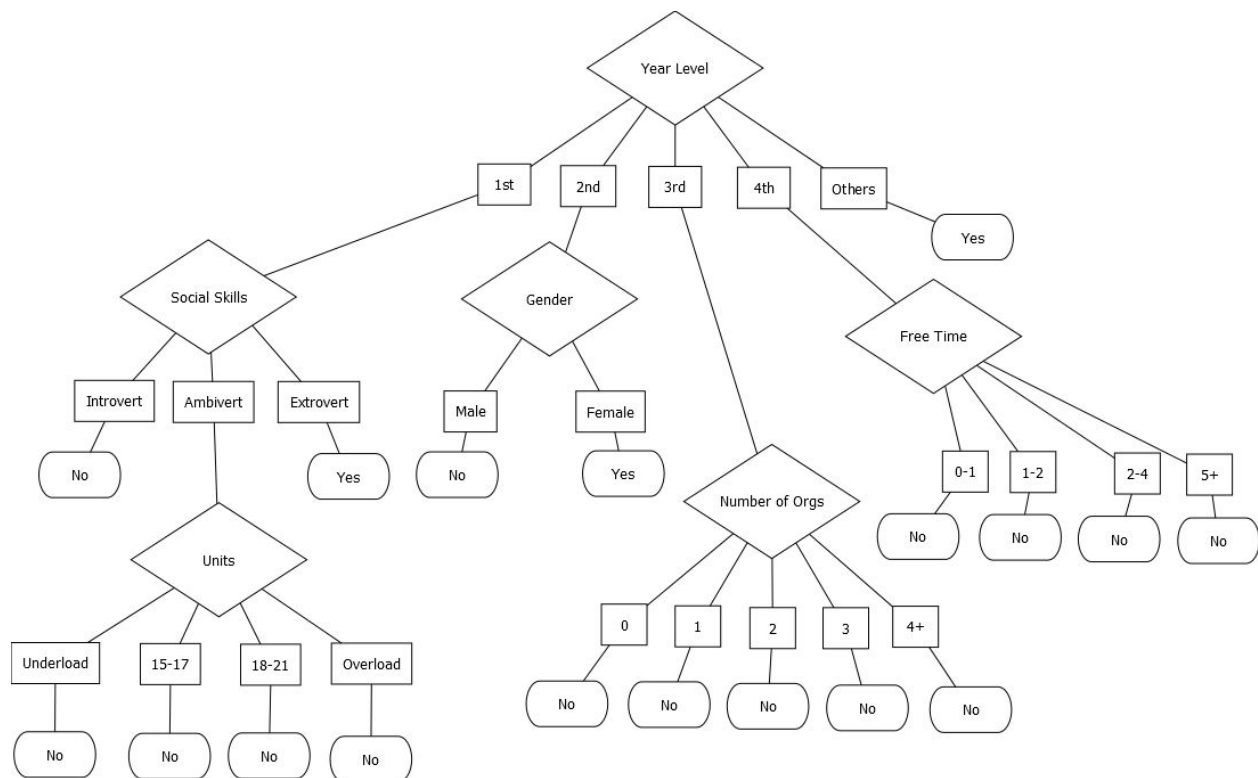 Year Level
1st
2nd
3rd
4th
Others
Yes
Social Skills
Gender
Free Time
Introvert
Ambivert
Extrovert
Male
Female
No
Yes
No
Yes
0-1
1-2
2-4
5+
Number of Orgs
No
No
No
No
Units
0
1
2
3
4+
Underload
15-17
18-21
Overload
No
No
No
No
No
No
No
No
No